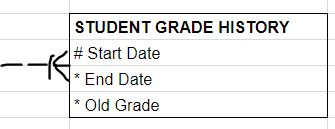 STUDENT GRADE HISTORY
# Start Date
* End Date
* Old Grade